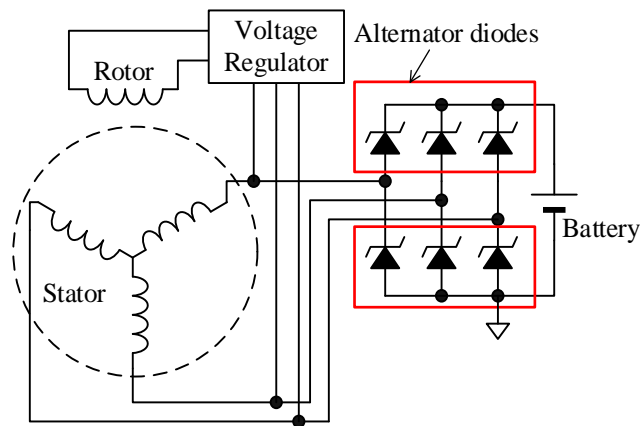 Voltage
Regulator
Alternator diodes
Rotor
Battery
Stator